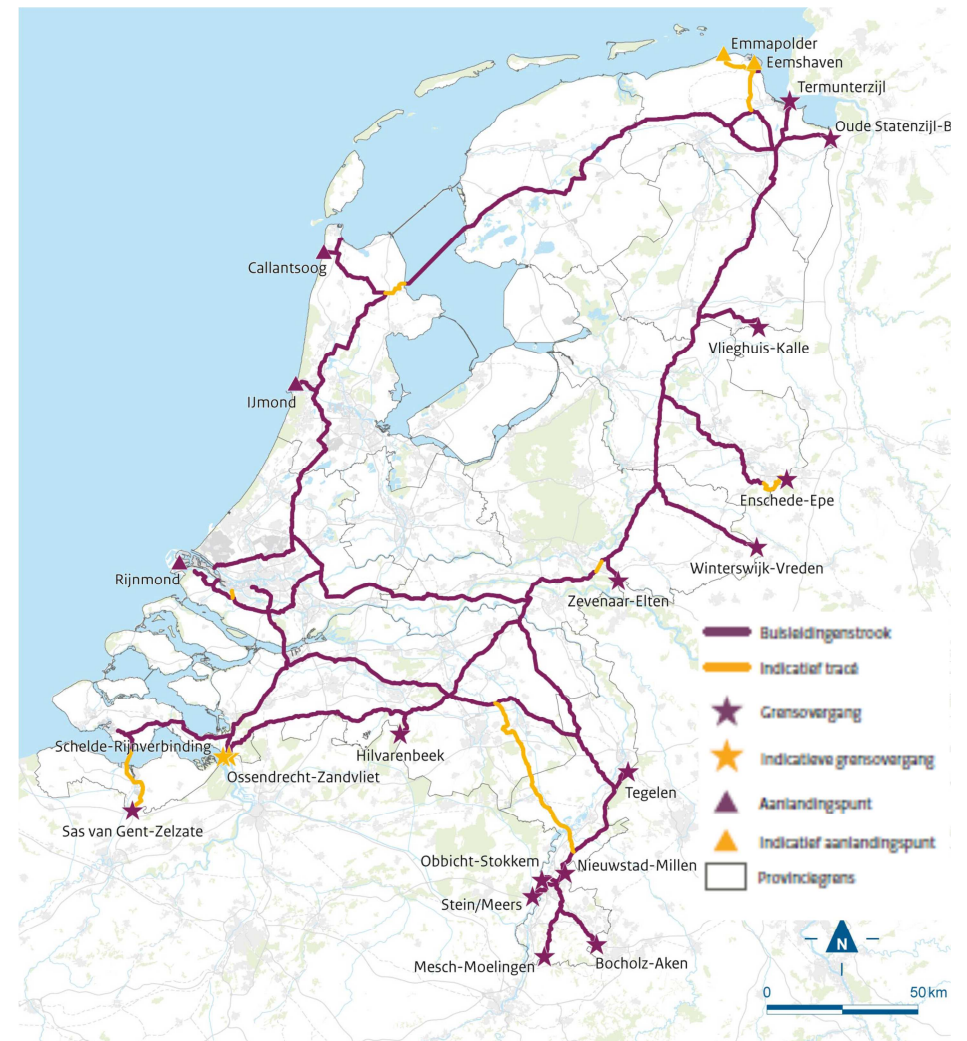 Emmapolder
Eemshaven
Termunterzijl
Oude Statenzijl-B
Callantsoog
Vlieghuis-Kalle
IJmond
Enschede-Epe
Winterswijk-Vreden
Rijnmond
Zevenaar-Elten
Buisleidingenstrook
Indicatief tracé
Grensovergang
Schelde-Rijnverbinding
Hilvarenbeek
Indicatieve grensovergang
Ossendrecht-Zandvliet
Tegelen
Aanlandingspunt
Sas van Gent-Zelzate
Indicatief aanlandingspunt
Obbicht-Stokkem
Nieuwstad-Millen
Provinciegrens
Stein/Meers
N
Mesch-Moelingen
Bocholz-Aken
0 50 km